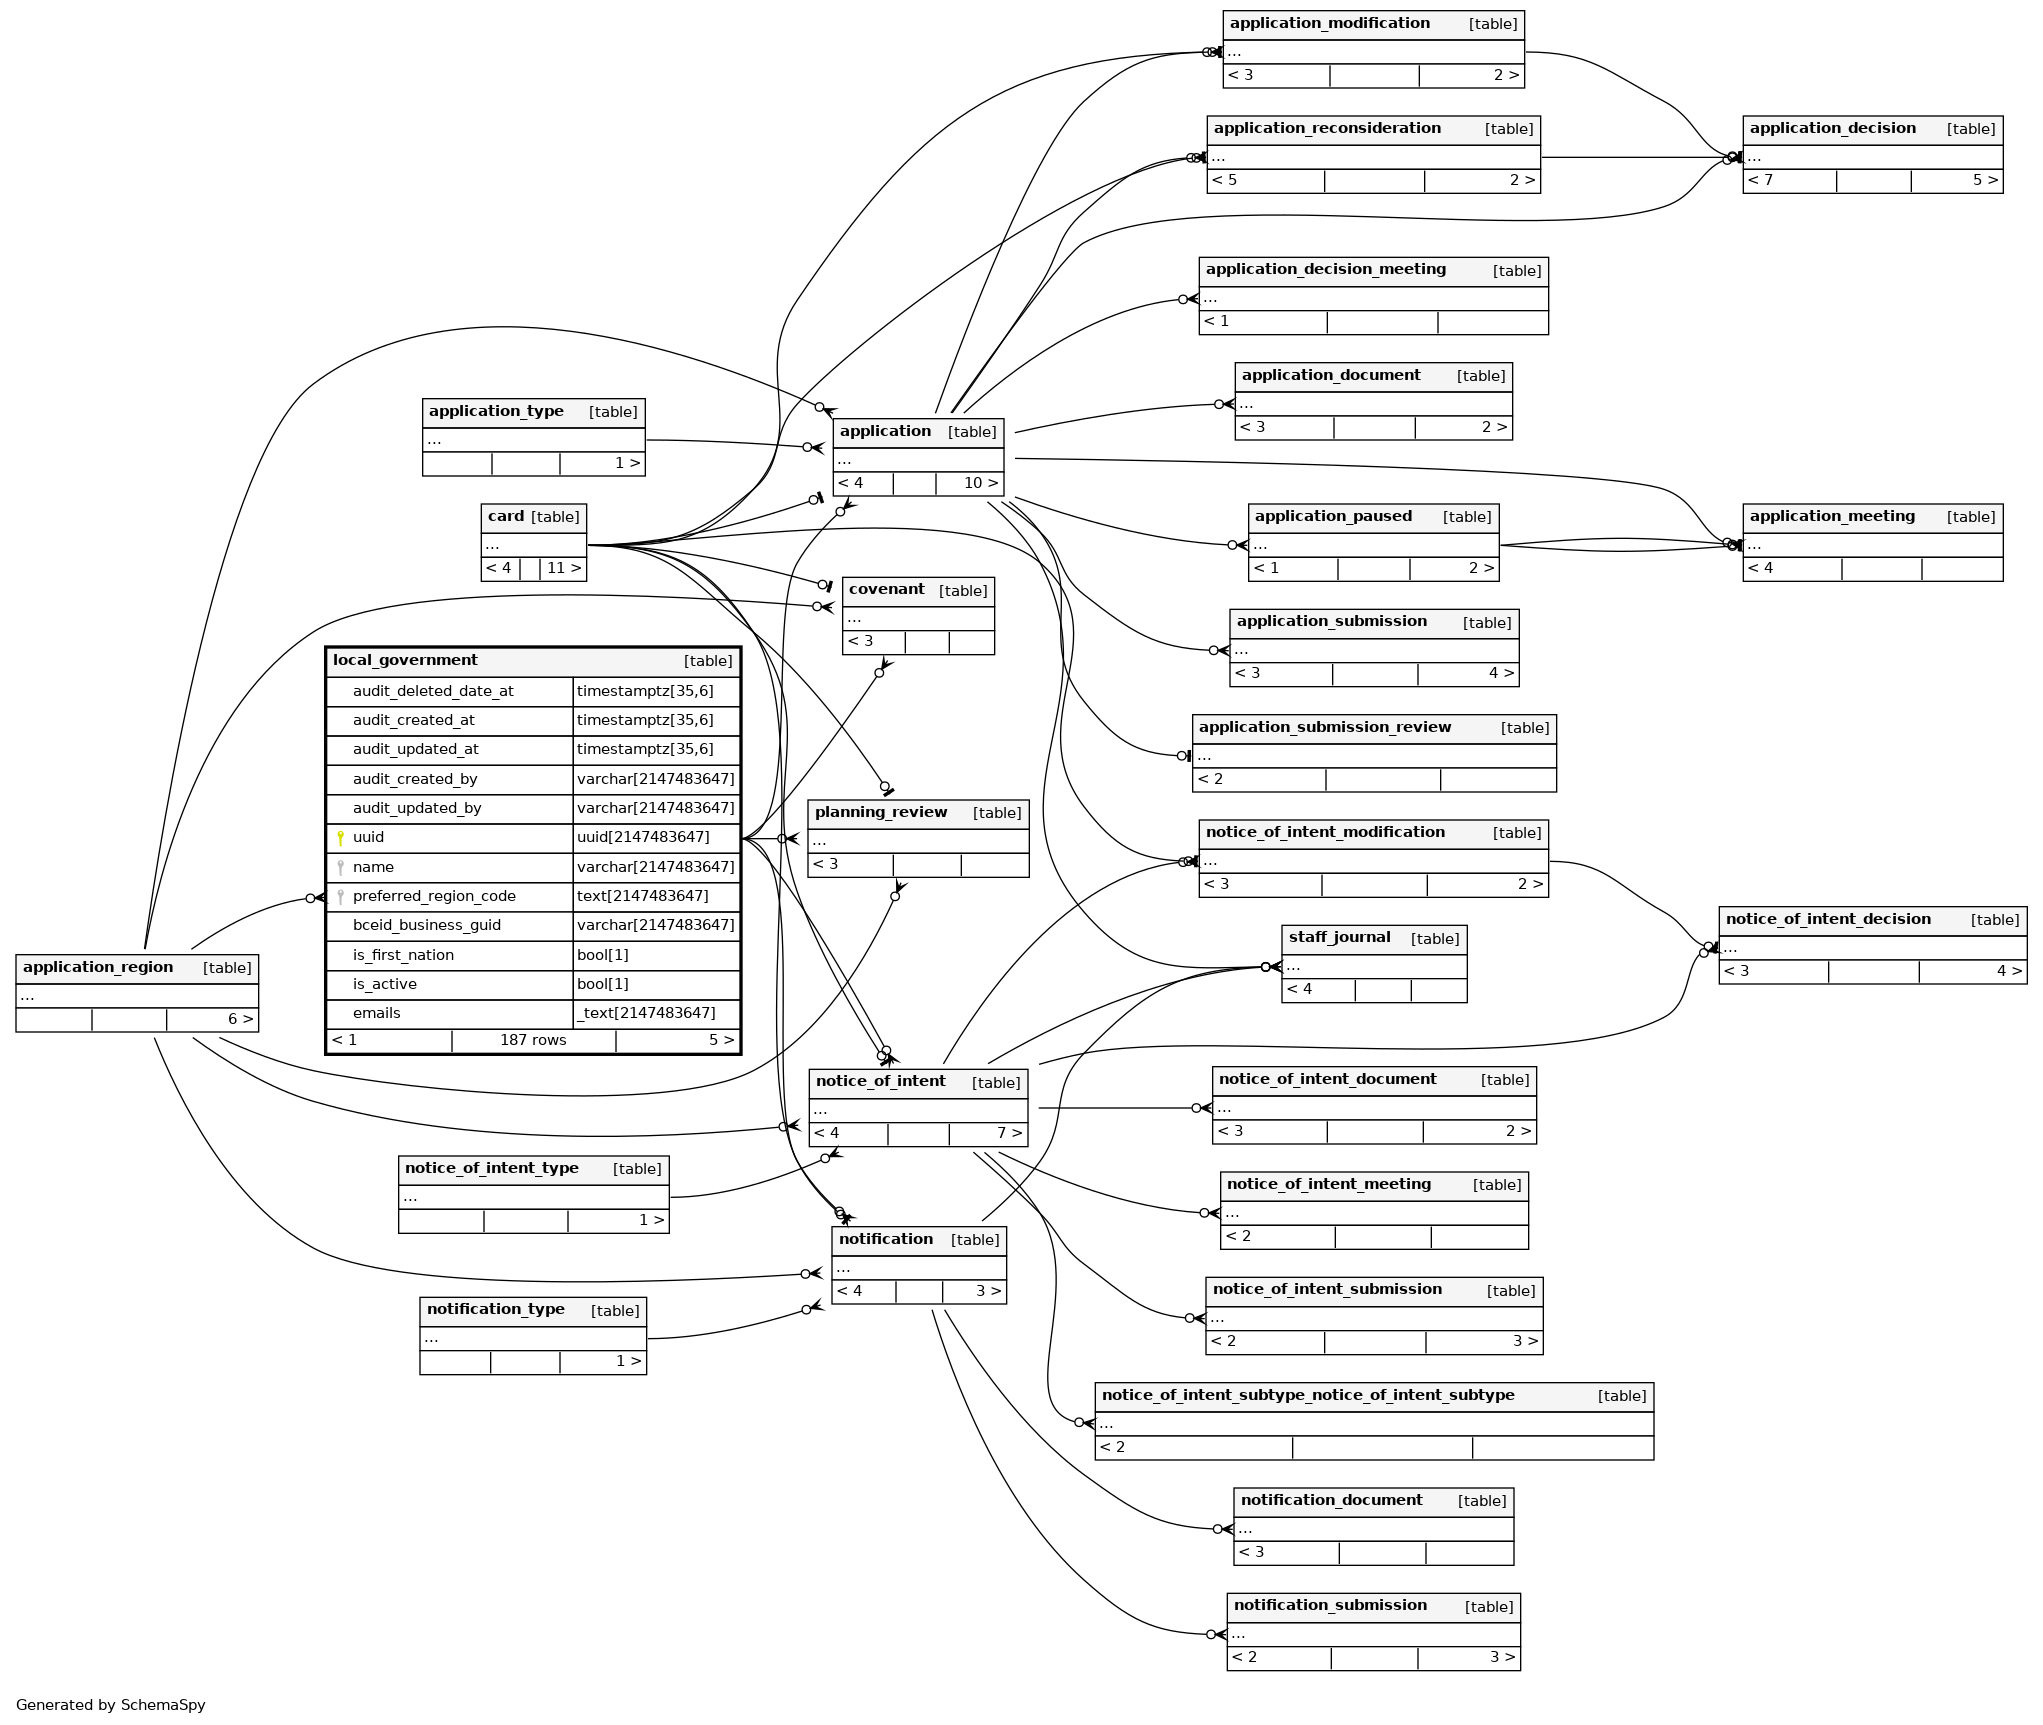 application_modification [table]
...
< 3 2 >
application_reconsideration [table]
...
< 5 2 >
application_decision [table]
...
< 7 5 >
application_decision_meeting [table]
...
< 1
application_document [table]
...
< 3 2 >
application_type [table]
...
1 >
application [table]
...
< 4 10 >
card [table]
...
< 4 11 >
application_paused [table]
...
< 1 2 >
application_meeting [table]
...
< 4
covenant [table]
...
< 3
application_submission [table]
...
< 3 4 >
local_government [table]
audit_deleted_date_at timestamptz[35,6]
audit_created_at timestamptz[35,6]
audit_updated_at timestamptz[35,6]
audit_created_by varchar[2147483647]
audit_updated_by varchar[2147483647]
uuid uuid[2147483647]
name varchar[2147483647]
preferred_region_code text[2147483647]
bceid_business_guid varchar[2147483647]
is_first_nation bool[1]
is_active bool[1]
emails _text[2147483647]
< 1 187 rows 5 >
application_submission_review [table]
...
< 2
planning_review [table]
...
< 3
notice_of_intent_modification [table]
...
< 3 2 >
staff_journal [table]
...
< 4
notice_of_intent_decision [table]
...
< 3 4 >
application_region [table]
...
6 >
notice_of_intent [table]
...
< 4 7 >
notice_of_intent_document [table]
...
< 3 2 >
notice_of_intent_type [table]
...
1 >
notice_of_intent_meeting [table]
...
< 2
notification [table]
...
< 4 3 >
notice_of_intent_submission [table]
...
< 2 3 >
notification_type [table]
...
1 >
notice_of_intent_subtype_notice_of_intent_subtype [table]
...
< 2
notification_document [table]
...
< 3
notification_submission [table]
...
< 2 3 >
Generated by SchemaSpy